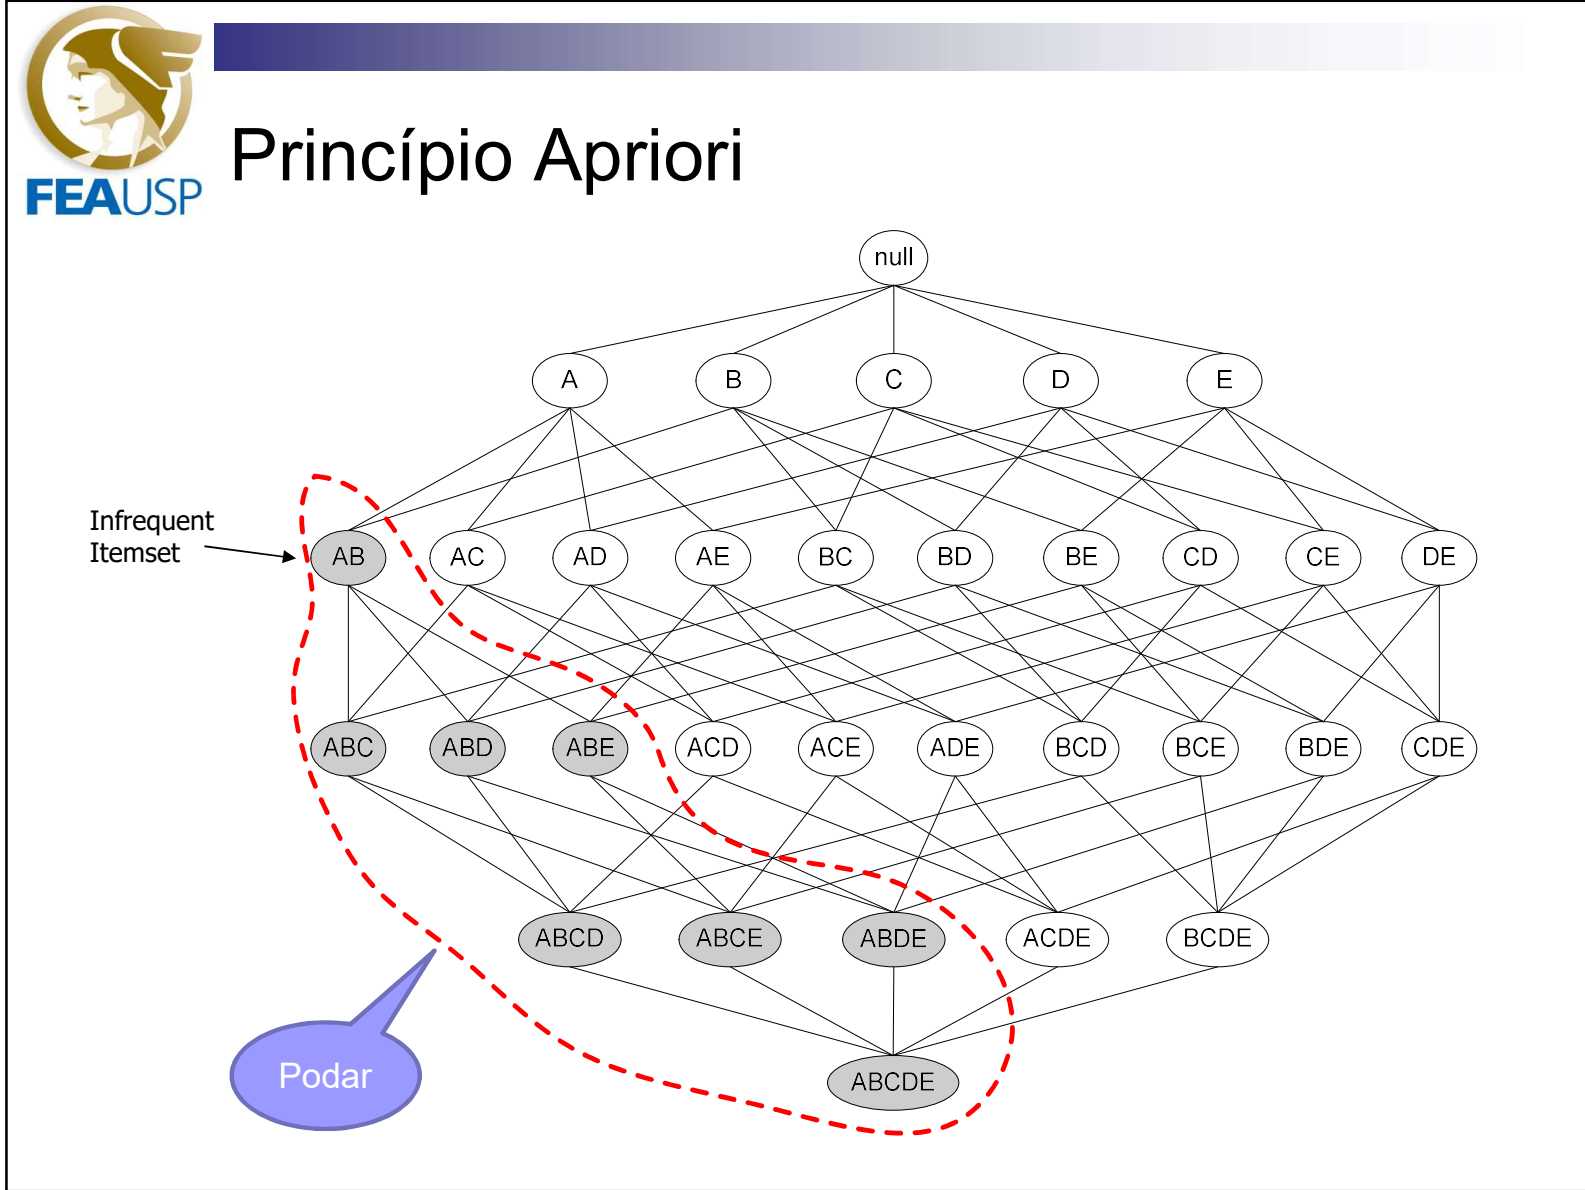 FEAUSP
Princípio Apriori
null
A B C D E
Infrequent
Itemset
AB AC AD AE BC BD BE CD CE DE
ABC ABD ABE ACD ACE ADE BCD BCE BDE CDE
ABCD ABCE ABDE ACDE BCDE
Podar
ABCDE